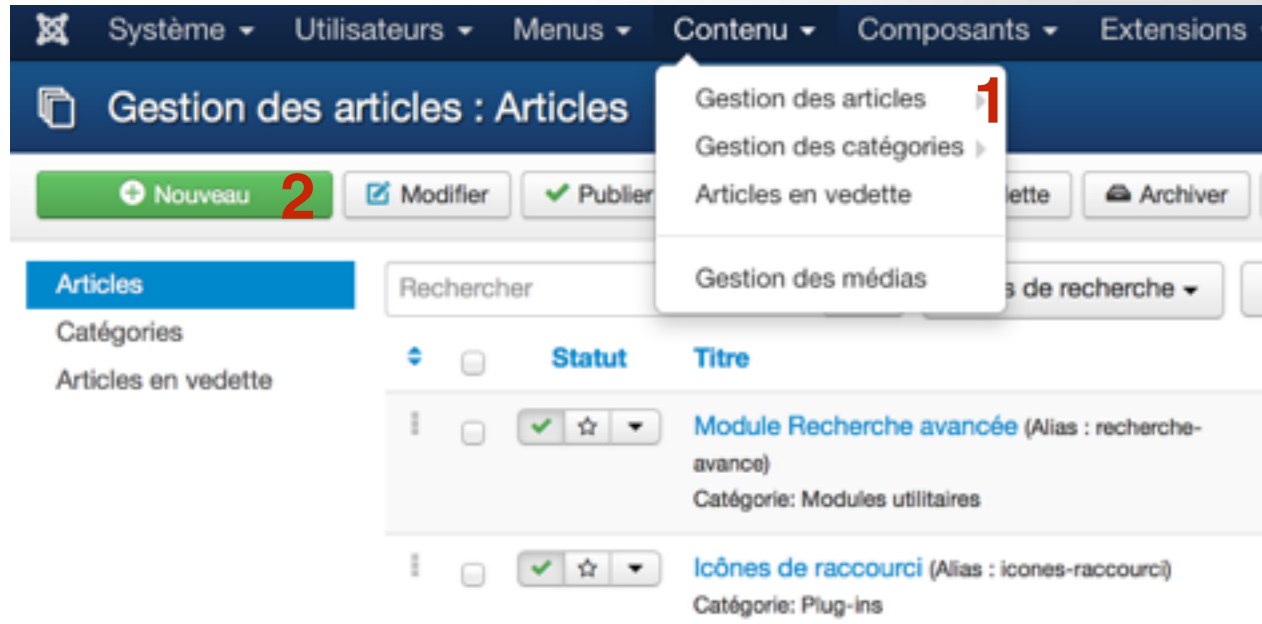 Système Utilisateurs Menus Contenu Composants Extensions
Gestion des articles : Articles
Gestion des articles 1
Gestion des catégories
Articles en vedette
Gestion des médias
Nouveau 2 Modifier Publier ette Archiver
Articles
Catégories
Articles en vedette
Rechercher s de recherche
Statut Titre
Module Recherche avancée (Alias : recherche-
avance)
Catégorie: Modules utilitaires
Icônes de raccourci (Alias : icones-raccourci)
Catégorie: Plug-ins